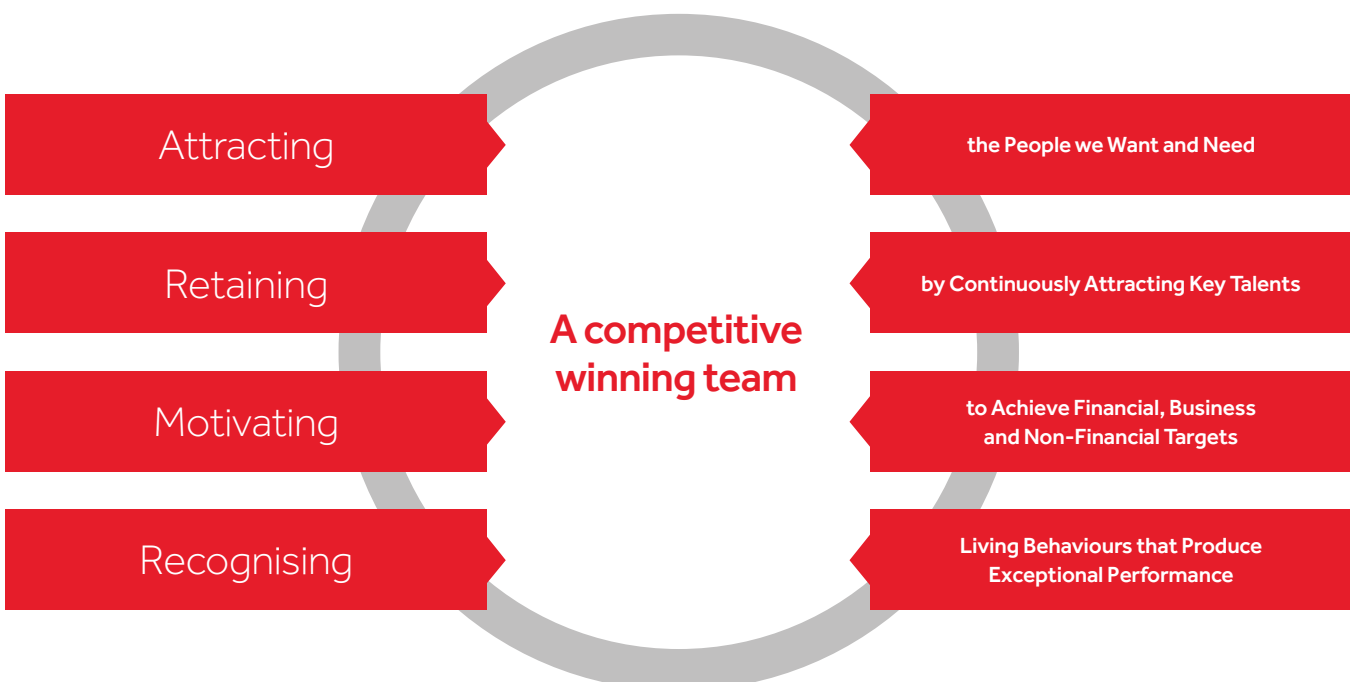 Attracting
the People we Want and Need
Retaining
by Continuously Attracting Key Talents
A competitive
winning team
Motivating
to Achieve Financial, Business
and Non-Financial Targets
Recognising
Living Behaviours that Produce
Exceptional Performance